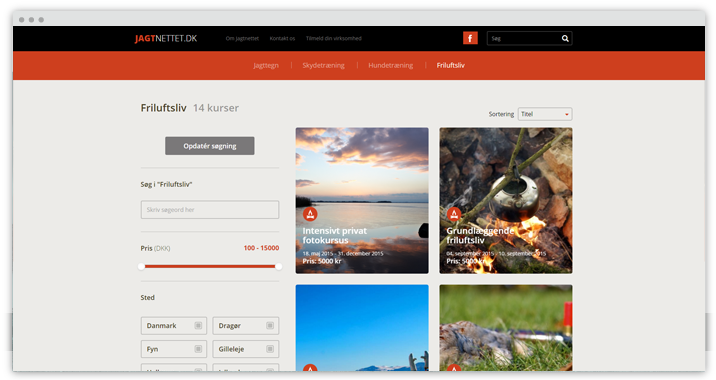 JAGTNETTET.DK
Om jagtnettet
Kontakt os
Tilmeld din virksomhed
f
Søg
Jagttegn
Skydetræning
Hundetræning
Friluftsliv
Friluftsliv 14 kurser
Sortering
Titel
Opdatér søgning
Søg i "Friluftsliv"
Skriv søgeord her
Pris (DKK)
100 - 15000
Sted
Danmark
Dragør
Fyn
Gilleleje
Intensivt privat
fotokursus
18. maj 2015 - 31. december 2015
Pris: 5000 kr
Grundlæggende
friluftsliv
04. september 2015 - 10. september 2015
Pris: 5000 kr